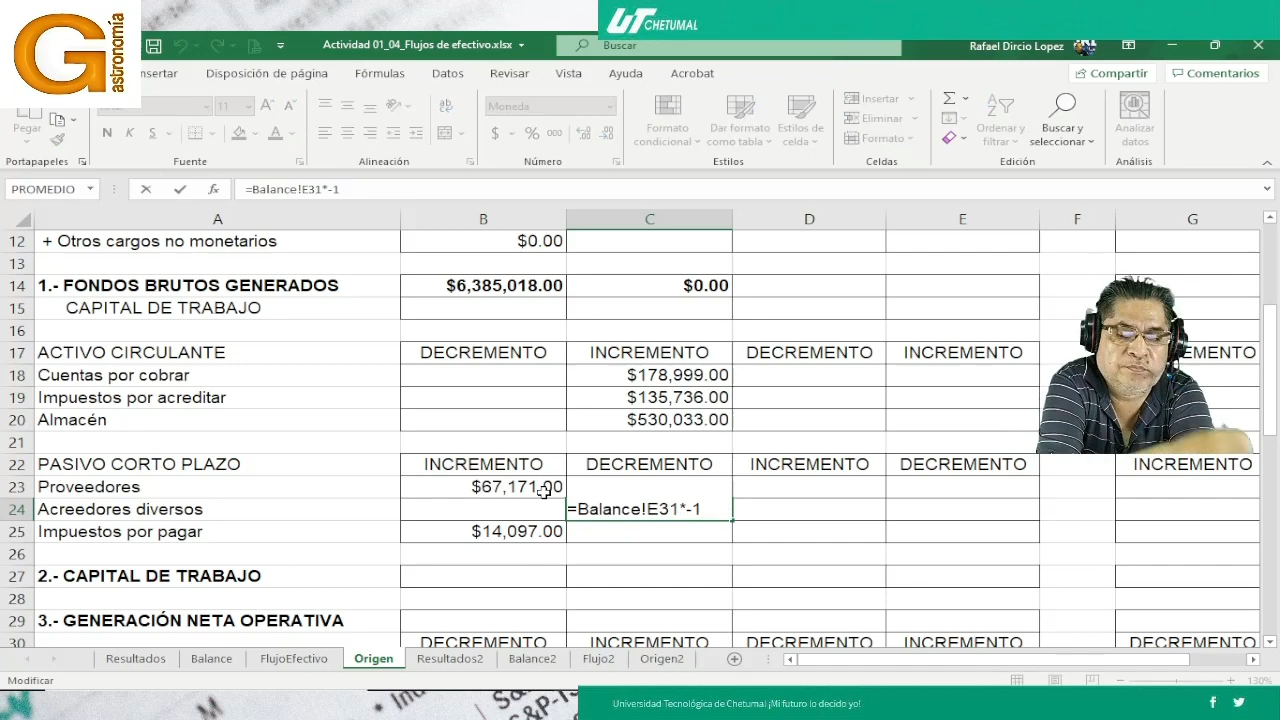 G
astronomía
UT
CHETUMAL
Actividad 01_04_Flujos de efectivo.xlsx
Buscar
Rafael Dircio Lopez
nsertar
Disposición de página
Fórmulas
Datos
Revisar
Vista
Ayuda
Acrobat
Compartir
Comentarios
11
Moneda
Pegar
N K S
Formato condicional
Dar formato como tabla
Estilos de celda
Insertar
Eliminar
Formato
Ordenar y filtrar
Buscar y seleccionar
Analizar datos
Portapapeles
Fuente
Alineación
Número
Estilos
Celdas
Edición
Análisis
PROMEDIO
fx
=Balance!E31*-1
A B C D E F G
12 + Otros cargos no monetarios $0.00
13
14 1.- FONDOS BRUTOS GENERADOS $6,385,018.00 $0.00
15 CAPITAL DE TRABAJO
16
17 ACTIVO CIRCULANTE DECREMENTO INCREMENTO DECREMENTO INCREMENTO EMENTO
18 Cuentas por cobrar $178,999.00
19 Impuestos por acreditar $135,736.00
20 Almacén $530,033.00
21
22 PASIVO CORTO PLAZO INCREMENTO DECREMENTO INCREMENTO DECREMENTO INCREMENTO
23 Proveedores $67,171.00
24 Acreedores diversos =Balance!E31*-1
25 Impuestos por pagar $14,097.00
26
27 2.- CAPITAL DE TRABAJO
28
29 3.- GENERACIÓN NETA OPERATIVA
30 DECREMENTO INCREMENTO DECREMENTO INCREMENTO DECREMENTO
Resultados
Balance
FlujoEfectivo
Origen
Resultados2
Balance2
Flujo2
Origen2
Modificar
130%
Universidad Tecnológica de Chetumal ¡Mi futuro lo decido yo!